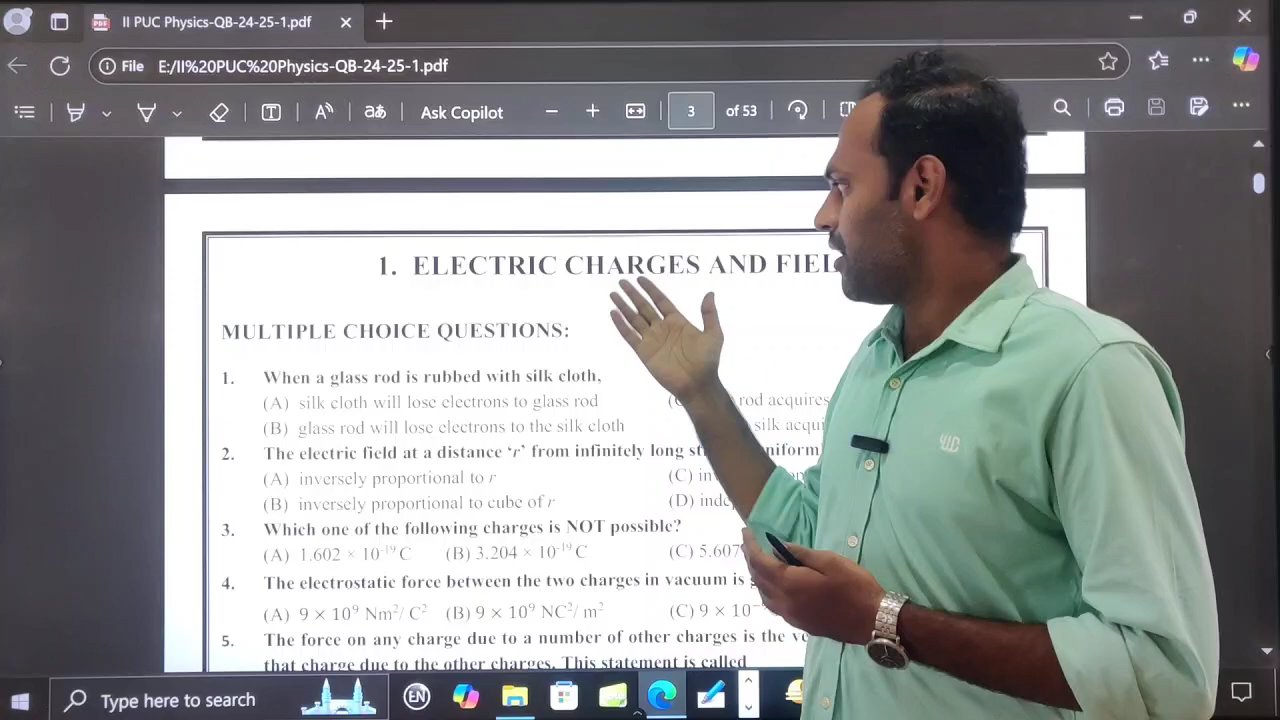 II PUC Physics-QB-24-25-1.pdf
File E:/II%20PUC%20Physics-QB-24-25-1.pdf
Ask Copilot 3 of 53
1. ELECTRIC CHARGES AND FIEL
MULTIPLE CHOICE QUESTIONS:
1. When a glass rod is rubbed with silk cloth,
(A) silk cloth will lose electrons to glass rod rod acquires
(B) glass rod will lose electrons to the silk cloth silk acqui
2. The electric field at a distance ‘r’ from infinitely long st uniform
(A) inversely proportional to r (C) in
(B) inversely proportional to cube of r (D) inde
3. Which one of the following charges is NOT possible?
(A) 1.602 × 10⁻¹⁹ C (B) 3.204 × 10⁻¹⁹ C (C) 5.607
4. The electrostatic force between the two charges in vacuum is
(A) 9 × 10⁹ Nm²/ C² (B) 9 × 10⁹ NC²/ m² (C) 9 × 10⁻
5. The force on any charge due to a number of other charges is the ve
that charge due to the other charges. This statement is called
Type here to search EN